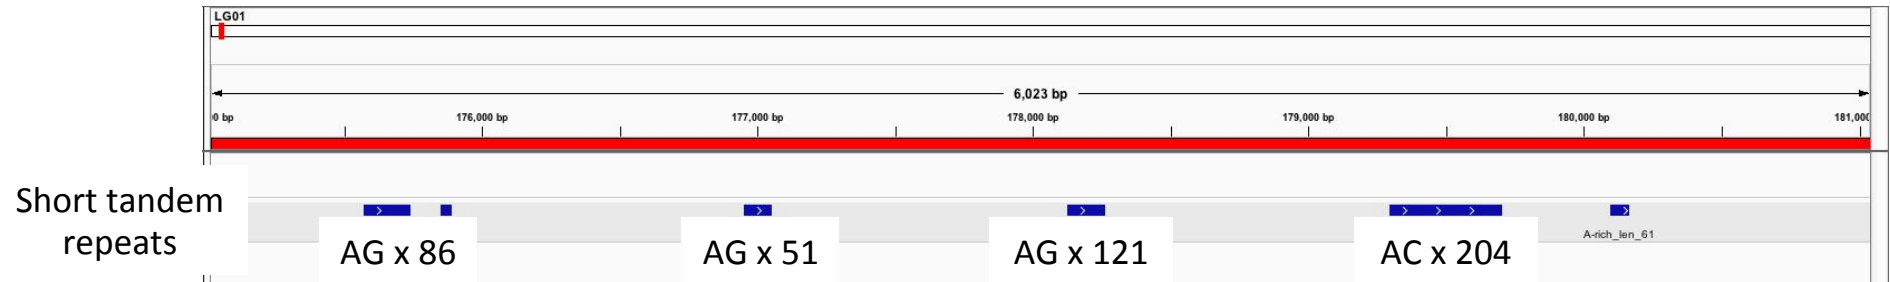 LG01
6,023 bp
0 bp 176,000 bp 177,000 bp 178,000 bp 179,000 bp 180,000 bp 181,000
Short tandem
repeats
AG x 86 AG x 51 AG x 121 AC x 204 A-rich_len_61